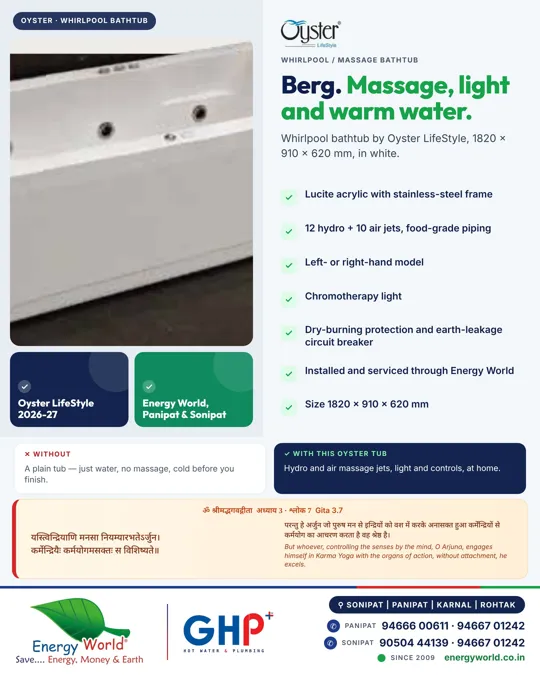 OYSTER · WHIRLPOOL BATHTUB
Oyster®
LifeStyle
WHIRLPOOL / MASSAGE BATHTUB
Berg. Massage, light
and warm water.
Whirlpool bathtub by Oyster LifeStyle, 1820 ×
910 × 620 mm, in white.
Lucite acrylic with stainless-steel frame
12 hydro + 10 air jets, food-grade piping
Left- or right-hand model
Chromotherapy light
Dry-burning protection and earth-leakage
circuit breaker
Installed and serviced through Energy World
Size 1820 × 910 × 620 mm
Oyster LifeStyle
2026-27
Energy World,
Panipat & Sonipat
✕ WITHOUT
A plain tub — just water, no massage, cold before you
finish.
✓ WITH THIS OYSTER TUB
Hydro and air massage jets, light and controls, at home.
ॐ श्रीमद्भगवद्गीता अध्याय 3 · श्लोक 7 Gita 3.7
यस्त्विन्द्रियाणि मनसा नियम्यारभतेऽर्जुन।
कर्मेन्द्रियैः कर्मयोगमसक्तः स विशिष्यते॥
परन्तु हे अर्जुन जो पुरुष मन से इन्द्रियों को वश में करके अनासक्त हुआ कर्मेन्द्रियों से
कर्मयोग का आचरण करता है वह श्रेष्ठ है।
But whoever, controlling the senses by the mind, O Arjuna, engages
himself in Karma Yoga with the organs of action, without attachment, he
excels.
Energy World®
Save.... Energy, Money & Earth
GHP+
HOT WATER & PLUMBING
SONIPAT | PANIPAT | KARNAL | ROHTAK
PANIPAT 94666 00611 · 94667 01242
SONIPAT 90504 44139 · 94667 01242
SINCE 2009 energyworld.co.in